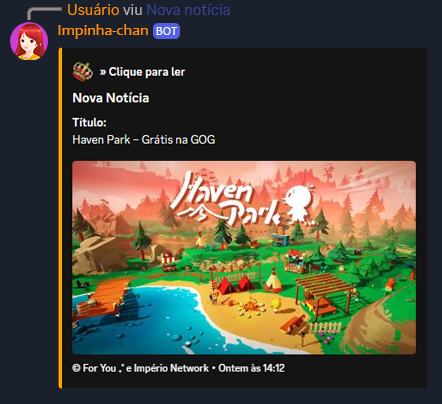 Usuário viu Nova notícia
Impinha-chan BOT
» Clique para ler
Nova Notícia
Título:
Haven Park – Grátis na GOG
Haven
Park
© For You ₊˚ e Império Network • Ontem às 14:12